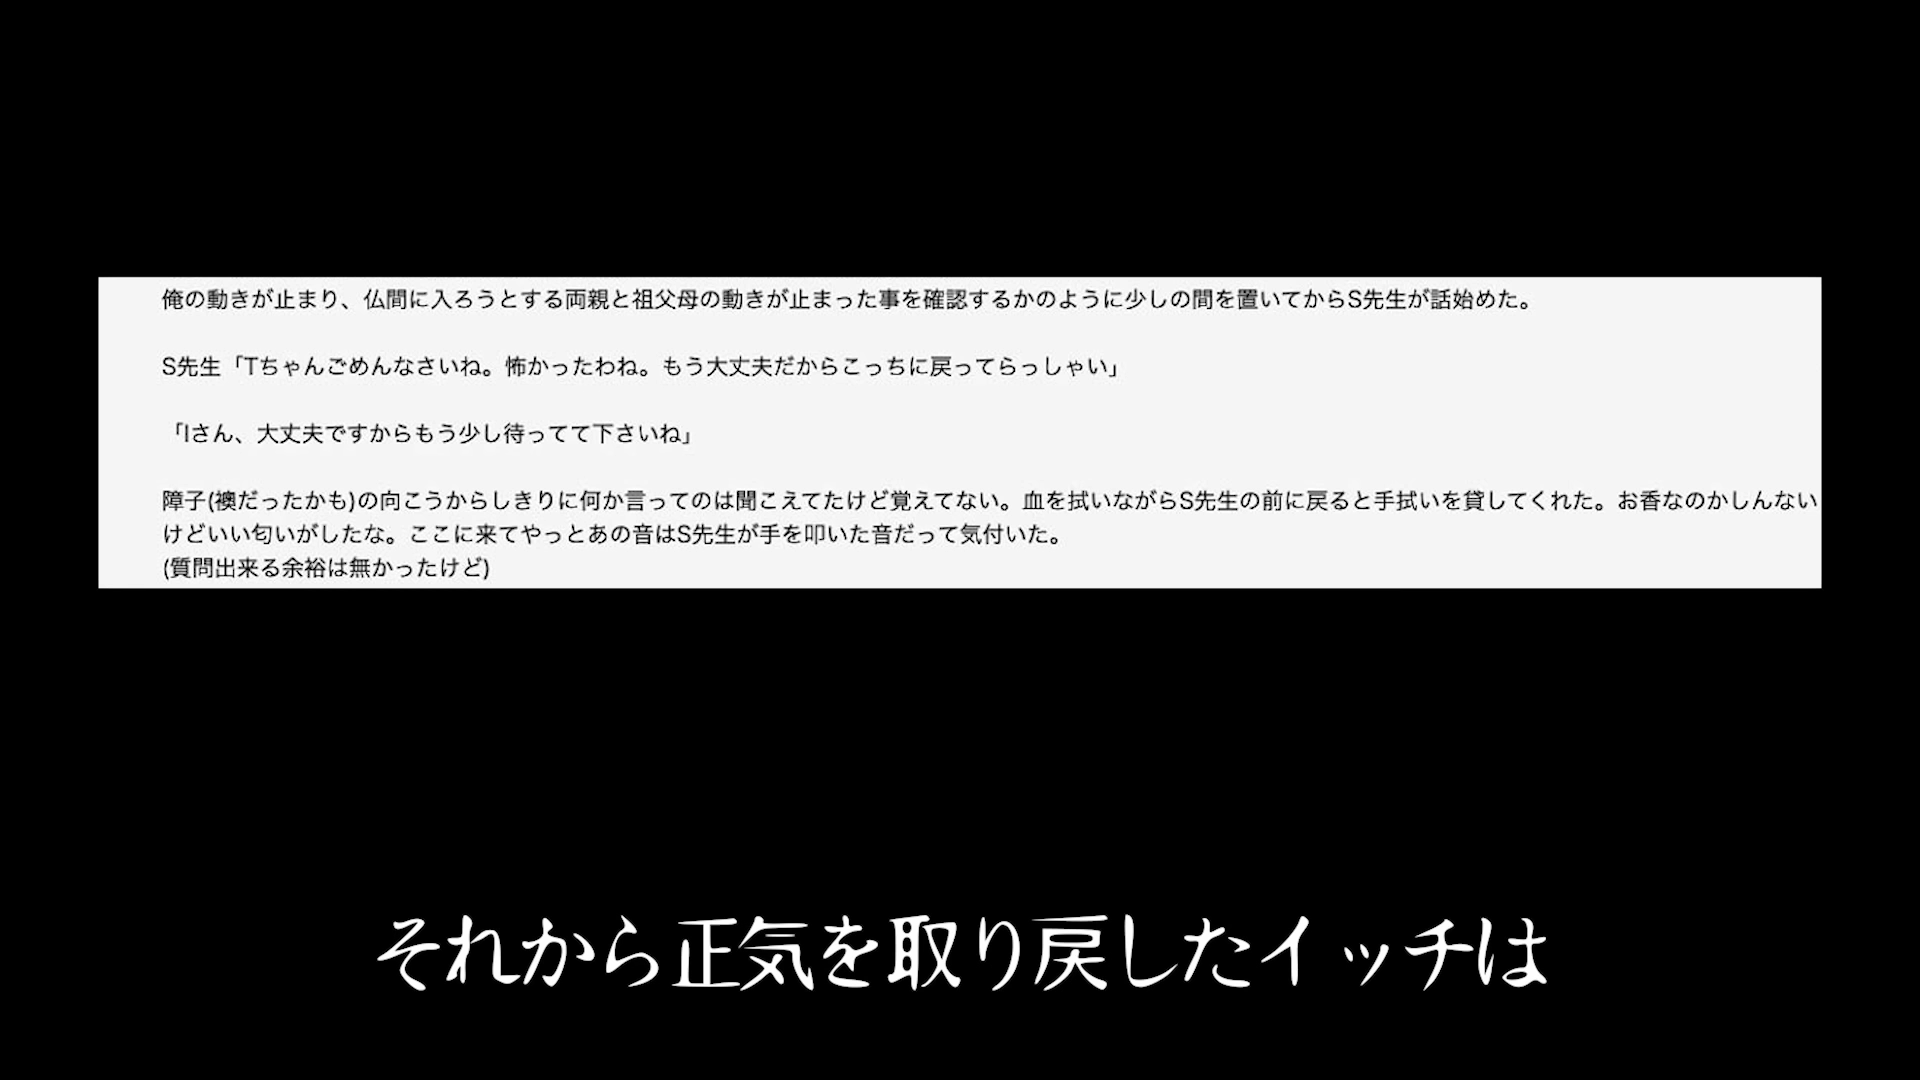 俺の動きが止まり、仏間に入ろうとする両親と祖父母の動きが止まった事を確認するかのように少しの間を置いてからS先生が話始めた。
S先生「Tちゃんごめんなさいね。怖かったわね。もう大丈夫だからこっちに戻ってらっしゃい」
「Iさん、大丈夫ですからもう少し待ってて下さいね」
障子(襖だったかも)の向こうからしきりに何か言ってのは聞こえてたけど覚えてない。血を拭いながらS先生の前に戻ると手拭いを貸してくれた。お香なのかしんない
けどいい匂いがしたな。ここに来てやっとあの音はS先生が手を叩いた音だって気付いた。
(質問出来る余裕は無かったけど)
それから正気を取り戻したイッチは